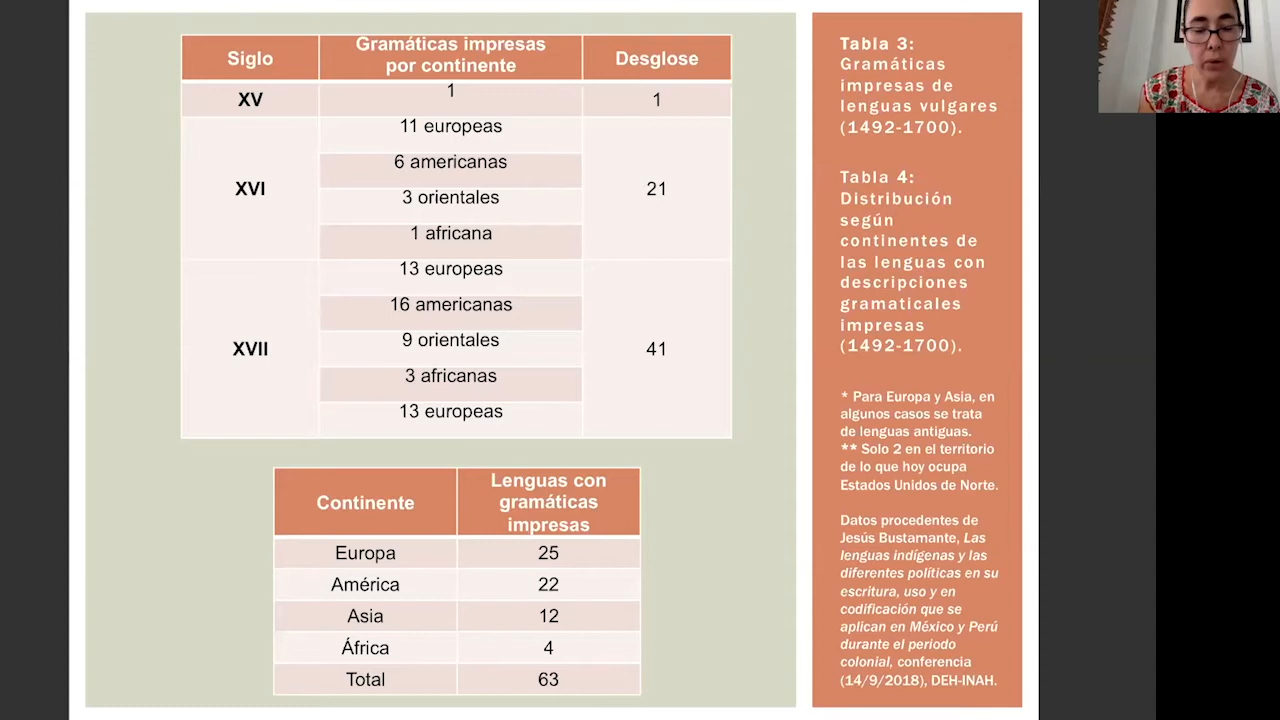 Siglo
Gramáticas impresas
por continente
Desglose
XV
1
1
XVI
11 europeas
6 americanas
3 orientales
1 africana
21
XVII
13 europeas
16 americanas
9 orientales
3 africanas
13 europeas
41
Continente
Lenguas con
gramáticas
impresas
Europa
25
América
22
Asia
12
África
4
Total
63
Tabla 3:
Gramáticas
impresas de
lenguas vulgares
(1492-1700).
Tabla 4:
Distribución
según
continentes de
las lenguas con
descripciones
gramaticales
impresas
(1492-1700).
* Para Europa y Asia, en
algunos casos se trata
de lenguas antiguas.
** Solo 2 en el territorio
de lo que hoy ocupa
Estados Unidos de Norte.
Datos procedentes de
Jesús Bustamante, Las
lenguas indígenas y las
diferentes políticas en su
escritura, uso y en
codificación que se
aplican en México y Perú
durante el periodo
colonial, conferencia
(14/9/2018), DEH-INAH.